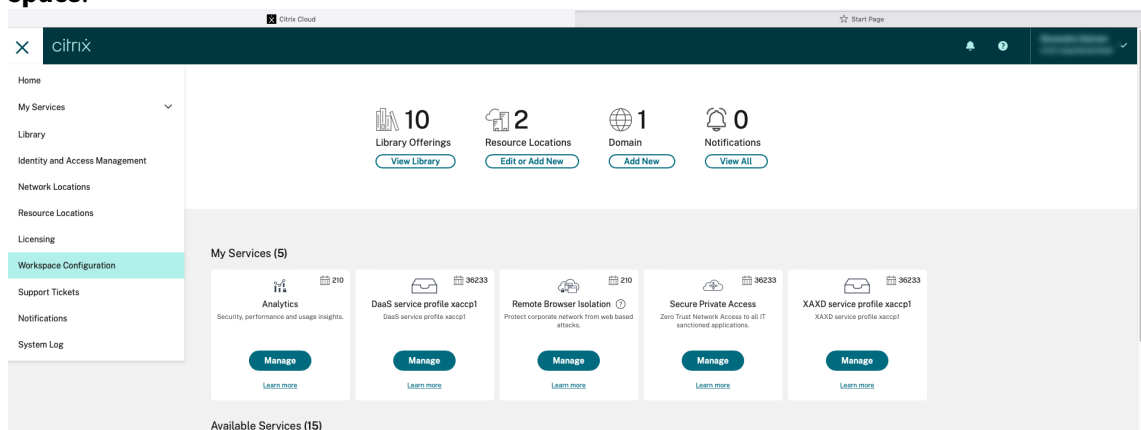 space.
Citrix Cloud
Start Page
citrix
Home
My Services
Library
Identity and Access Management
Network Locations
Resource Locations
Licensing
Workspace Configuration
Support Tickets
Notifications
System Log
10
Library Offerings
View Library
2
Resource Locations
Edit or Add New
1
Domain
Add New
0
Notifications
View All
My Services (5)
210
Analytics
Security, performance and usage insights.
Manage
Learn more
36233
DaaS service profile xaccp1
DaaS service profile xaccp1
Manage
Learn more
210
Remote Browser Isolation
Protect corporate network from web based
attacks.
Manage
Learn more
36233
Secure Private Access
Zero Trust Network Access to all IT
sanctioned applications.
Manage
Learn more
36233
XAXD service profile xaccp1
XAXD service profile xaccp1
Manage
Learn more
Available Services (15)